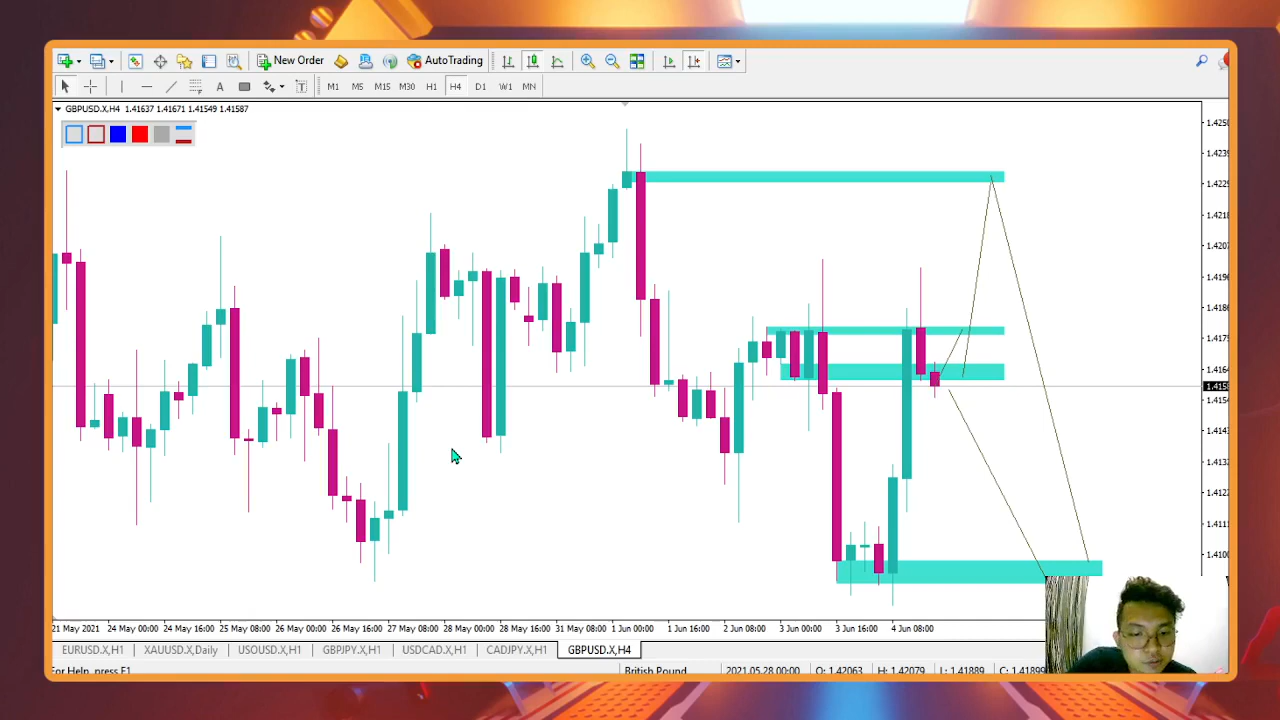 New Order
AutoTrading
A
T
M1 M5 M15 M30 H1 H4 D1 W1 MN
GBPUSD.X,H4 1.41637 1.41671 1.41549 1.41587
1.4239
1.4229
1.4218
1.4207
1.4196
1.4186
1.4175
1.4164
1.4154
1.4143
1.4132
1.4122
1.4111
1.4100
21 May 2021 24 May 00:00 24 May 16:00 25 May 08:00 26 May 00:00 26 May 16:00 27 May 08:00 28 May 00:00 28 May 16:00 31 May 08:00 1 Jun 00:00 1 Jun 16:00 2 Jun 08:00 3 Jun 00:00 3 Jun 16:00 4 Jun 08:00
EURUSD.X,H1 XAUUSD.X,Daily USOUSD.X,H1 GBPJPY.X,H1 USDCAD.X,H1 CADJPY.X,H1 GBPUSD.X,H4
For Help, press F1 British Pound 2021.05.28 00:00 O: 1.42063 H: 1.42079 L: 1.41889 C: 1.41899